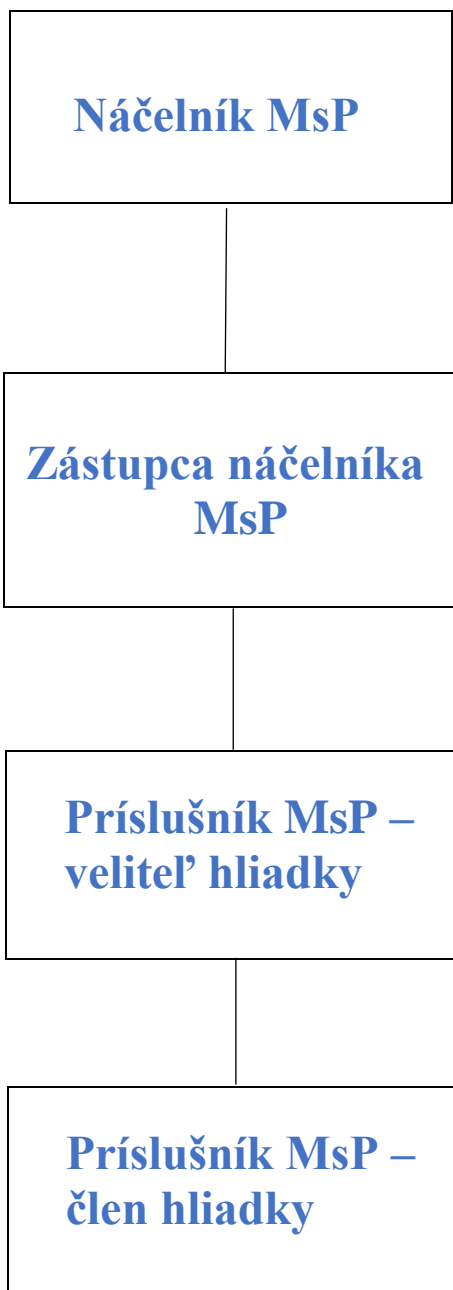 Náčelník MsP
Zástupca náčelníka
MsP
Príslušník MsP –
veliteľ hliadky
Príslušník MsP –
člen hliadky